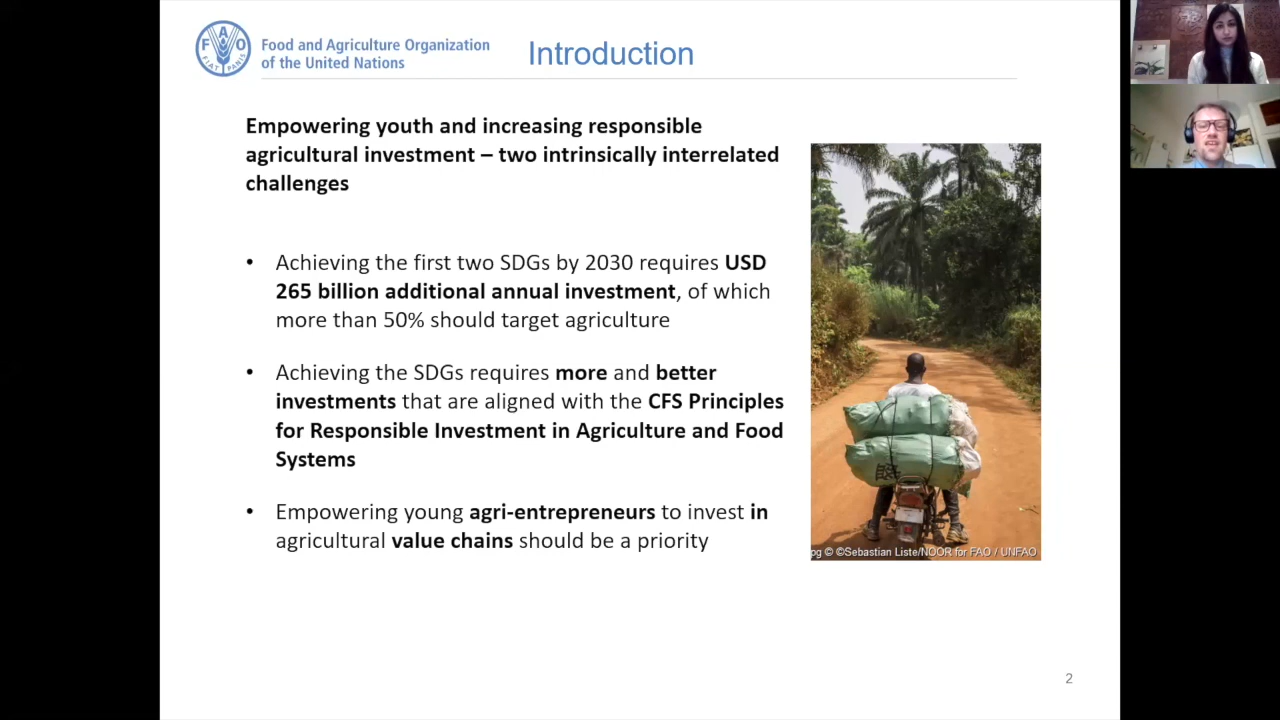 F A O
FIAT PANIS
Food and Agriculture Organization
of the United Nations
Introduction
Empowering youth and increasing responsible
agricultural investment – two intrinsically interrelated
challenges
• Achieving the first two SDGs by 2030 requires USD
265 billion additional annual investment, of which
more than 50% should target agriculture
• Achieving the SDGs requires more and better
investments that are aligned with the CFS Principles
for Responsible Investment in Agriculture and Food
Systems
• Empowering young agri-entrepreneurs to invest in
agricultural value chains should be a priority
pg © ©Sebastian Liste/NOOR for FAO / UNFAO
2